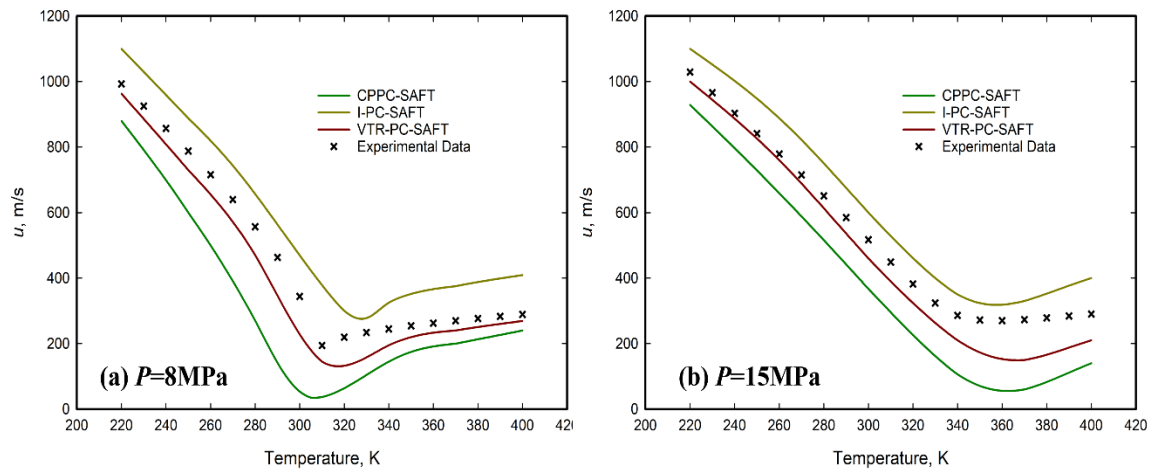 1200
1000
800
600
400
200
0
u, m/s
CPPC-SAFT
I-PC-SAFT
VTR-PC-SAFT
Experimental Data
(a) P=8MPa
200 220 240 260 280 300 320 340 360 380 400 420
Temperature, K
1200
1000
800
600
400
200
0
u, m/s
CPPC-SAFT
I-PC-SAFT
VTR-PC-SAFT
Experimental Data
(b) P=15MPa
200 220 240 260 280 300 320 340 360 380 400 420
Temperature, K